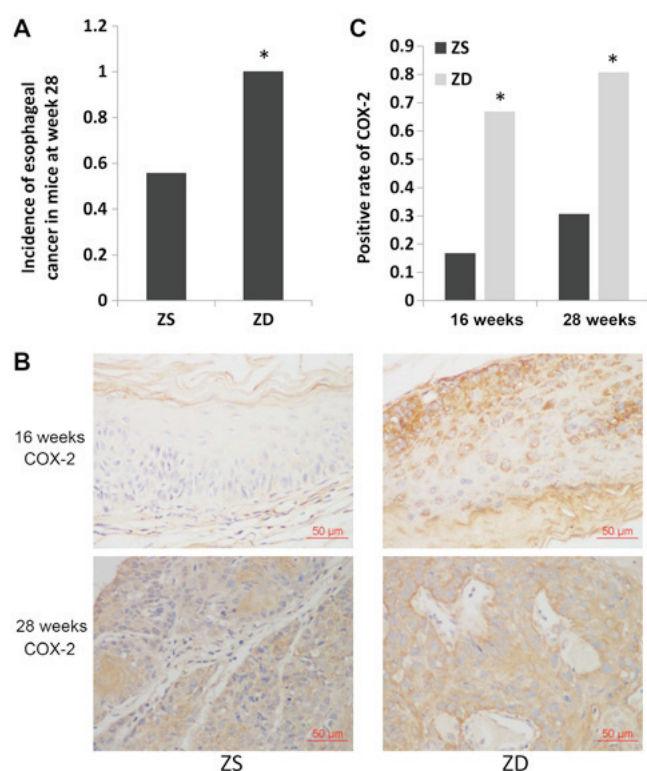 A
Incidence of esophageal
cancer in mice at week 28
1.2
1
0.8
0.6
0.4
0.2
0
*
ZS
ZD
C
Positive rate of COX-2
0.9
0.8
0.7
0.6
0.5
0.4
0.3
0.2
0.1
0
ZS
ZD
*
*
16 weeks
28 weeks
B
16 weeks
COX-2
50 µm
50 µm
28 weeks
COX-2
50 µm
50 µm
ZS
ZD